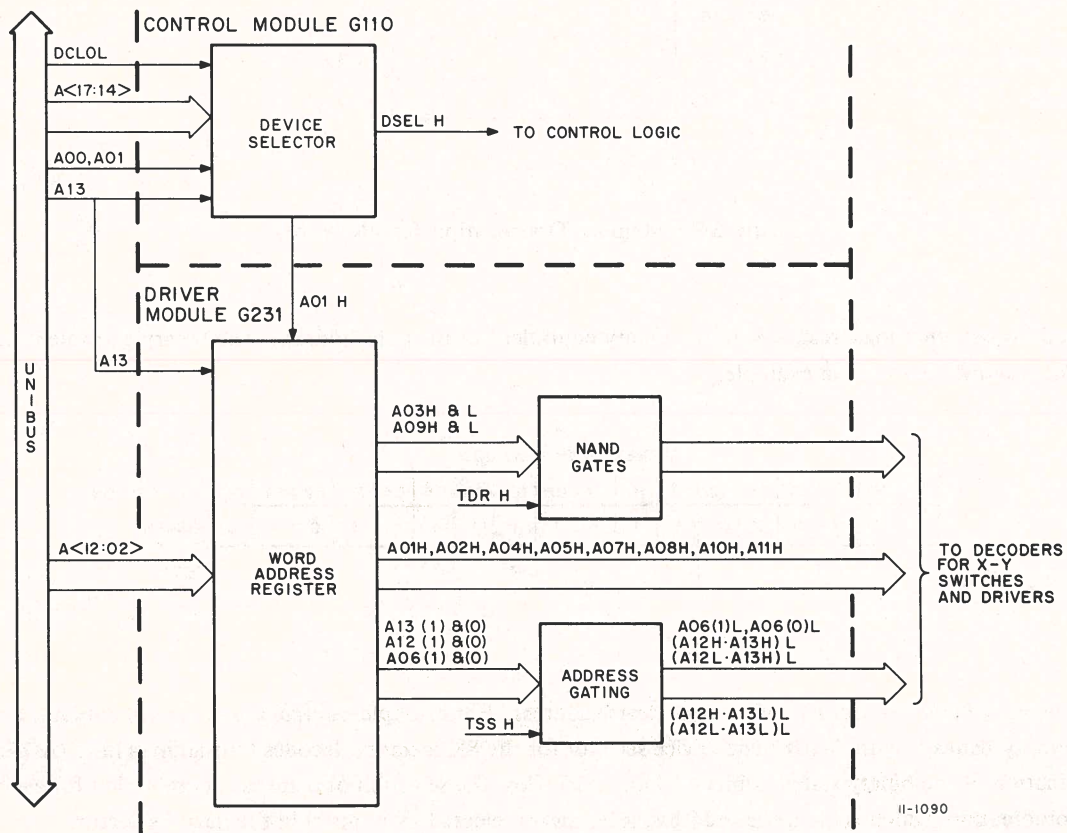 CONTROL MODULE G110
DCLOL
A<17:14>
A00,A01
A13
DEVICE
SELECTOR
DSEL H
TO CONTROL LOGIC
A01 H
DRIVER
MODULE G231
A13
UNIBUS
A<12:02>
WORD
ADDRESS
REGISTER
A03H & L
A09H & L
TDR H
NAND
GATES
A01H,A02H,A04H,A05H,A07H,A08H,A10H,A11H
A13 (1) &(0)
A12 (1) &(0)
A06(1) &(0)
TSS H
ADDRESS
GATING
A06(1)L,A06(0)L
(A12H·A13H) L
(A12L·A13H) L
(A12H·A13L)L
(A12L·A13L)L
TO DECODERS
FOR X-Y
SWITCHES
AND DRIVERS
11-1090